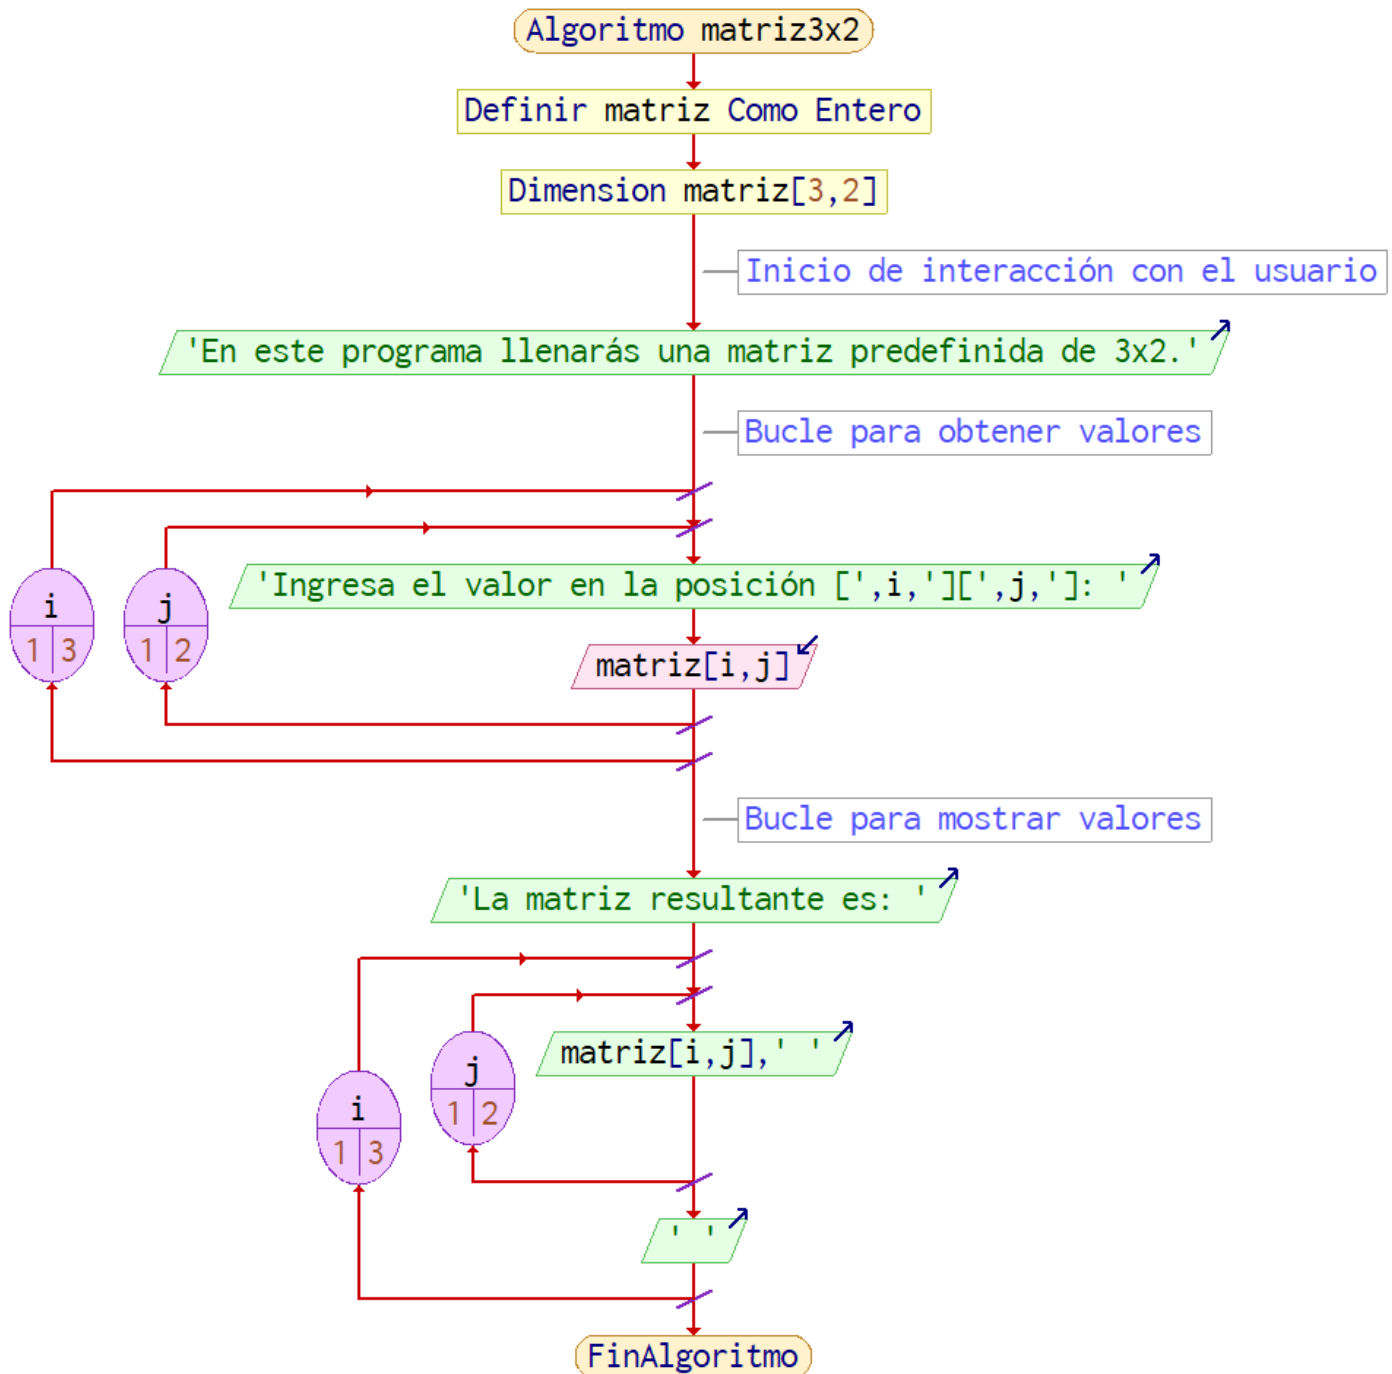 Algoritmo matriz3x2
Definir matriz Como Entero
Dimension matriz[3,2]
Inicio de interacción con el usuario
'En este programa llenarás una matriz predefinida de 3x2.'
Bucle para obtener valores
'Ingresa el valor en la posición [',i,'][',j,']: '
i
1 3
j
1 2
matriz[i,j]
Bucle para mostrar valores
'La matriz resultante es: '
matriz[i,j],' '
j
1 2
i
1 3
' '
FinAlgoritmo